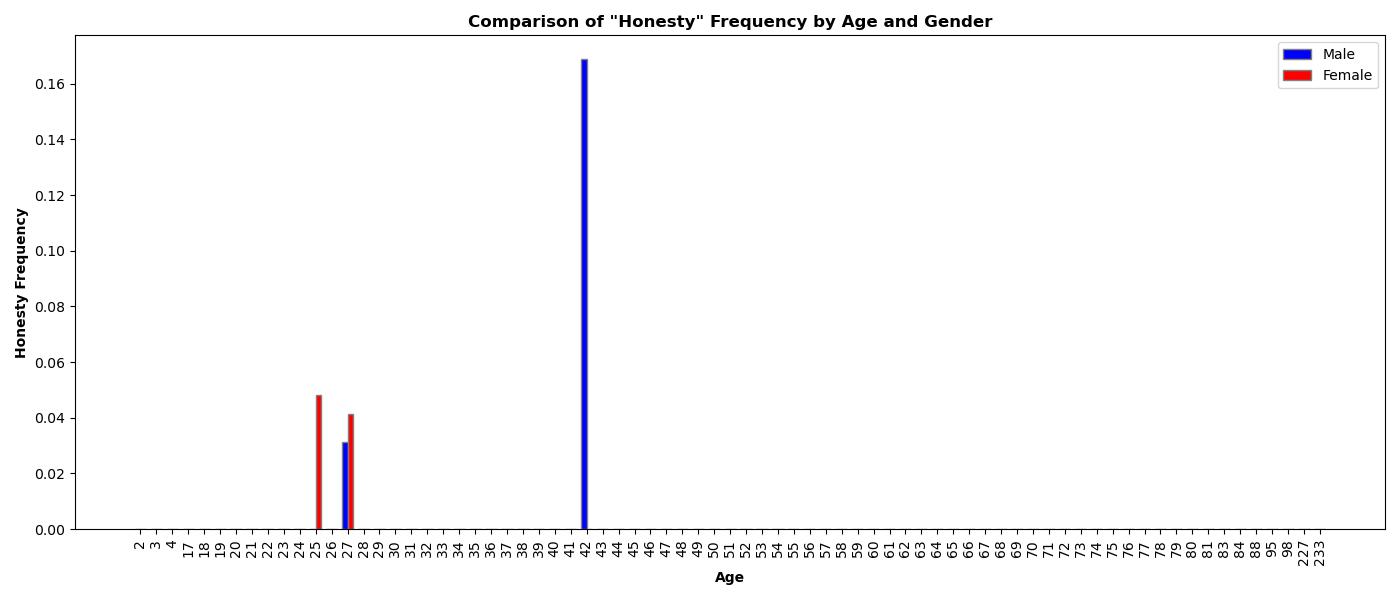 Comparison of "Honesty" Frequency by Age and Gender
Male
Female
Honesty Frequency
0.16
0.14
0.12
0.10
0.08
0.06
0.04
0.02
0.00
2 3 4 17 18 19 20 21 22 23 24 25 26 27 28 29 30 31 32 33 34 35 36 37 38 39 40 41 42 43 44 45 46 47 48 49 50 51 52 53 54 55 56 57 58 59 60 61 62 63 64 65 66 67 68 69 70 71 72 73 74 75 76 77 78 79 80 81 83 84 88 95 98 227 233
Age